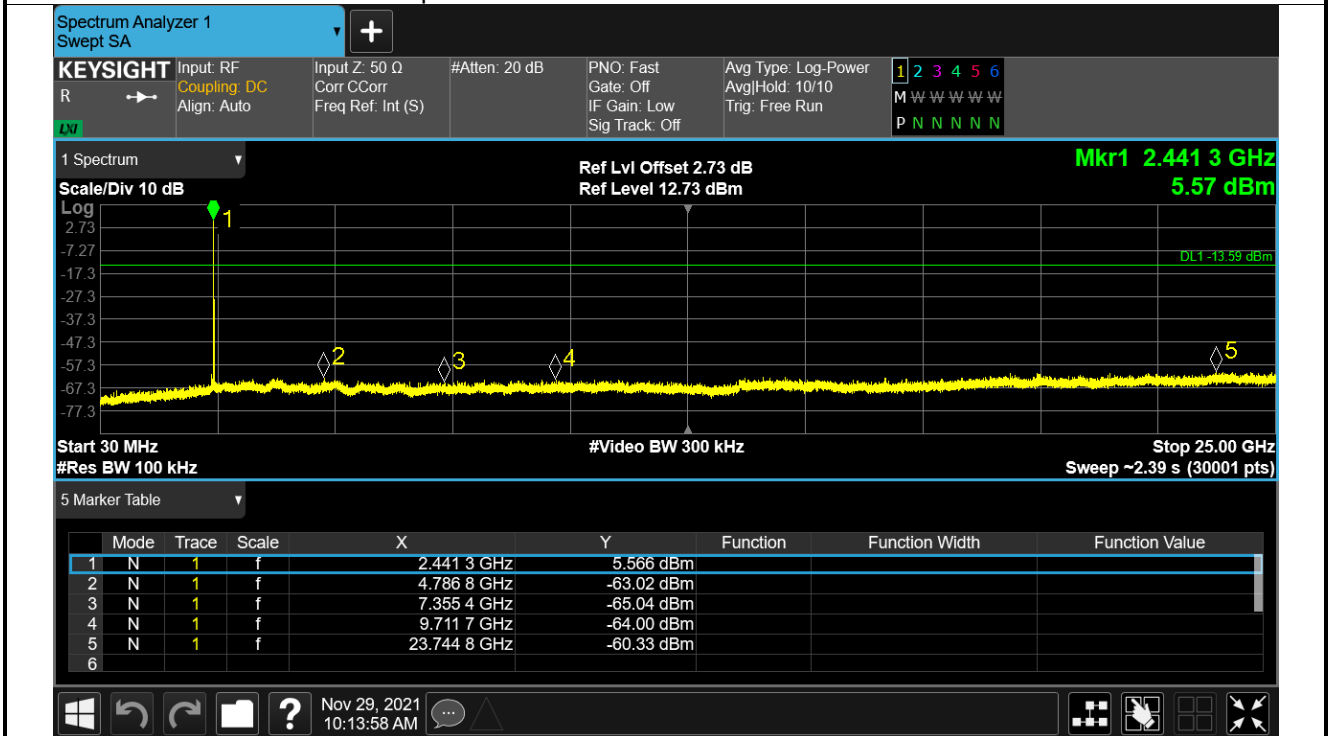 Spectrum Analyzer 1
Swept SA
+
KEYSIGHT Input: RF Input Z: 50 Ω #Atten: 20 dB PNO: Fast Avg Type: Log-Power 1 2 3 4 5 6
R Coupling: DC Corr CCorr Gate: Off Avg|Hold: 10/10 M W W W W W
Align: Auto Freq Ref: Int (S) IF Gain: Low Trig: Free Run
LXI Sig Track: Off P N N N N N
1 Spectrum Ref Lvl Offset 2.73 dB Mkr1 2.441 3 GHz
Scale/Div 10 dB Ref Level 12.73 dBm 5.57 dBm
Log
1
2.73
-7.27
DL1 -13.59 dBm
-17.3
-27.3
-37.3
-47.3
2 3 4 5
-57.3
-67.3
-77.3
Start 30 MHz #Video BW 300 kHz Stop 25.00 GHz
#Res BW 100 kHz Sweep ~2.39 s (30001 pts)
5 Marker Table
Mode Trace Scale X Y Function Function Width Function Value
1 N 1 f 2.441 3 GHz 5.566 dBm
2 N 1 f 4.786 8 GHz -63.02 dBm
3 N 1 f 7.355 4 GHz -65.04 dBm
4 N 1 f 9.711 7 GHz -64.00 dBm
5 N 1 f 23.744 8 GHz -60.33 dBm
6
? Nov 29, 2021
10:13:58 AM